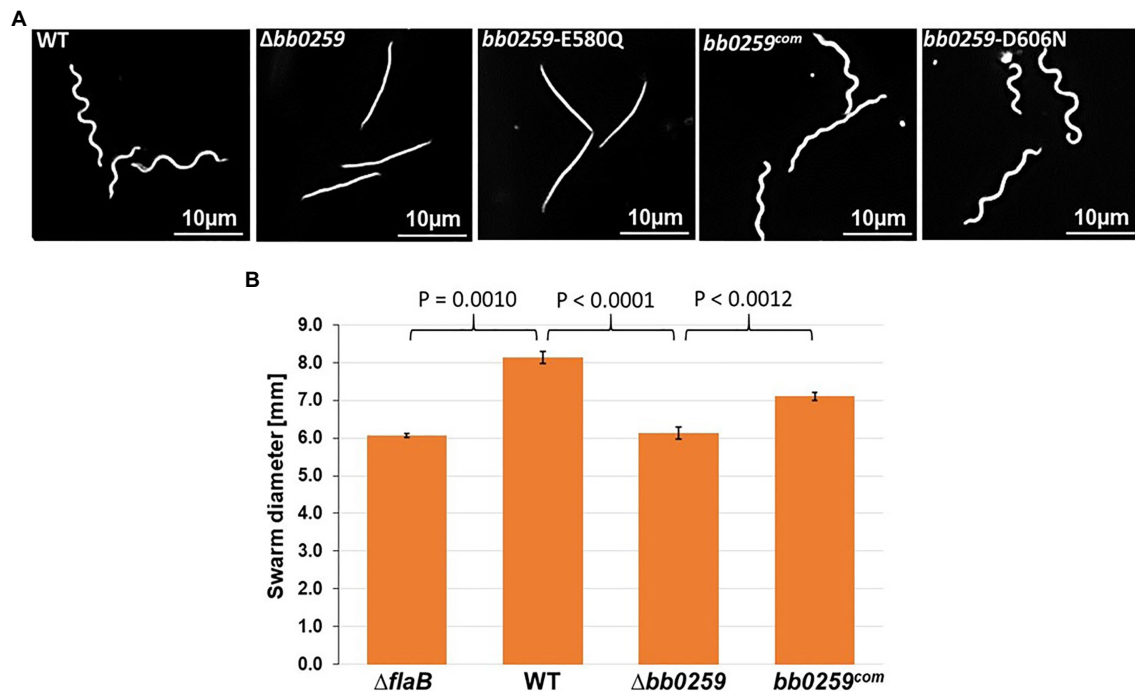 A
WT
Δbb0259
bb0259-E580Q
bb0259com
bb0259-D606N
10μm
10μm
10μm
10μm
10μm
B
P = 0.0010
P < 0.0001
P < 0.0012
Swarm diameter [mm]
9.0
8.0
7.0
6.0
5.0
4.0
3.0
2.0
1.0
0.0
ΔflaB
WT
Δbb0259
bb0259com